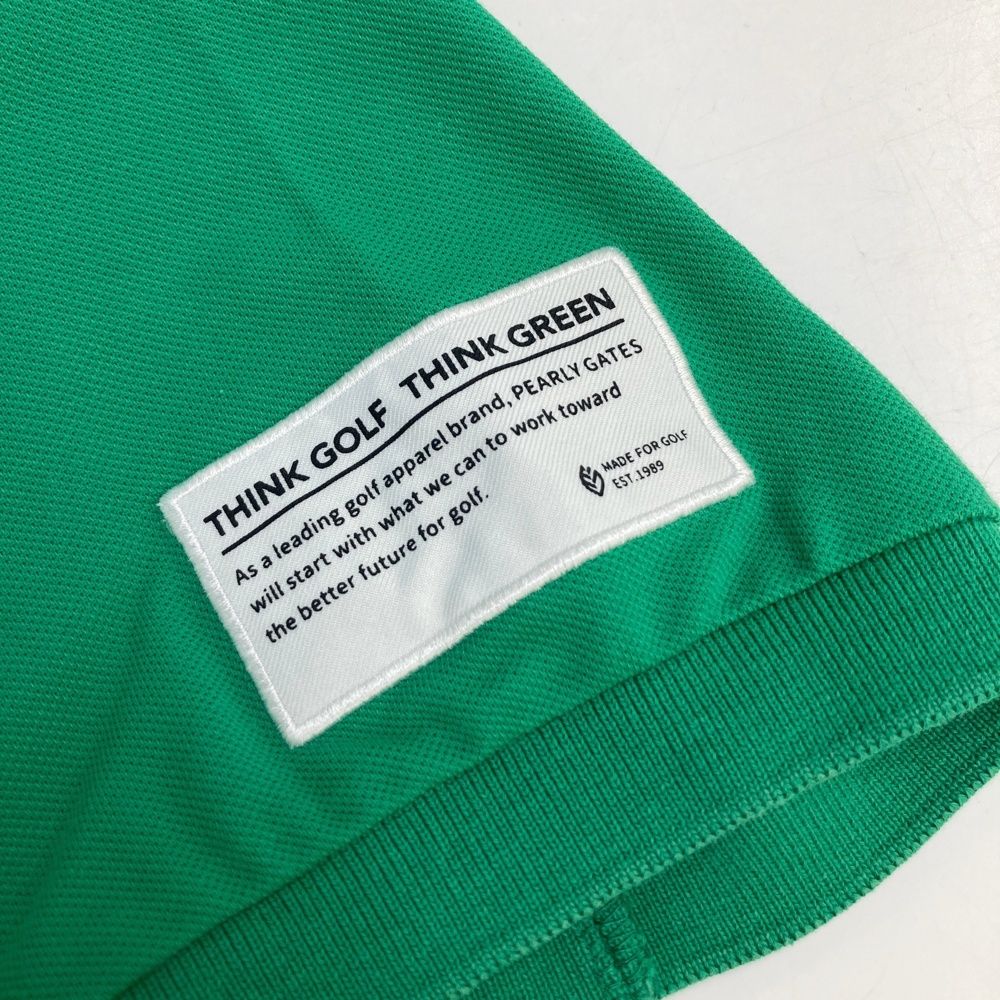 THINK GOLF THINK GREEN
As a leading golf apparel brand, PEARLY GATES
will start with what we can to work toward
the better future for golf.
MADE FOR GOLF
EST.1989